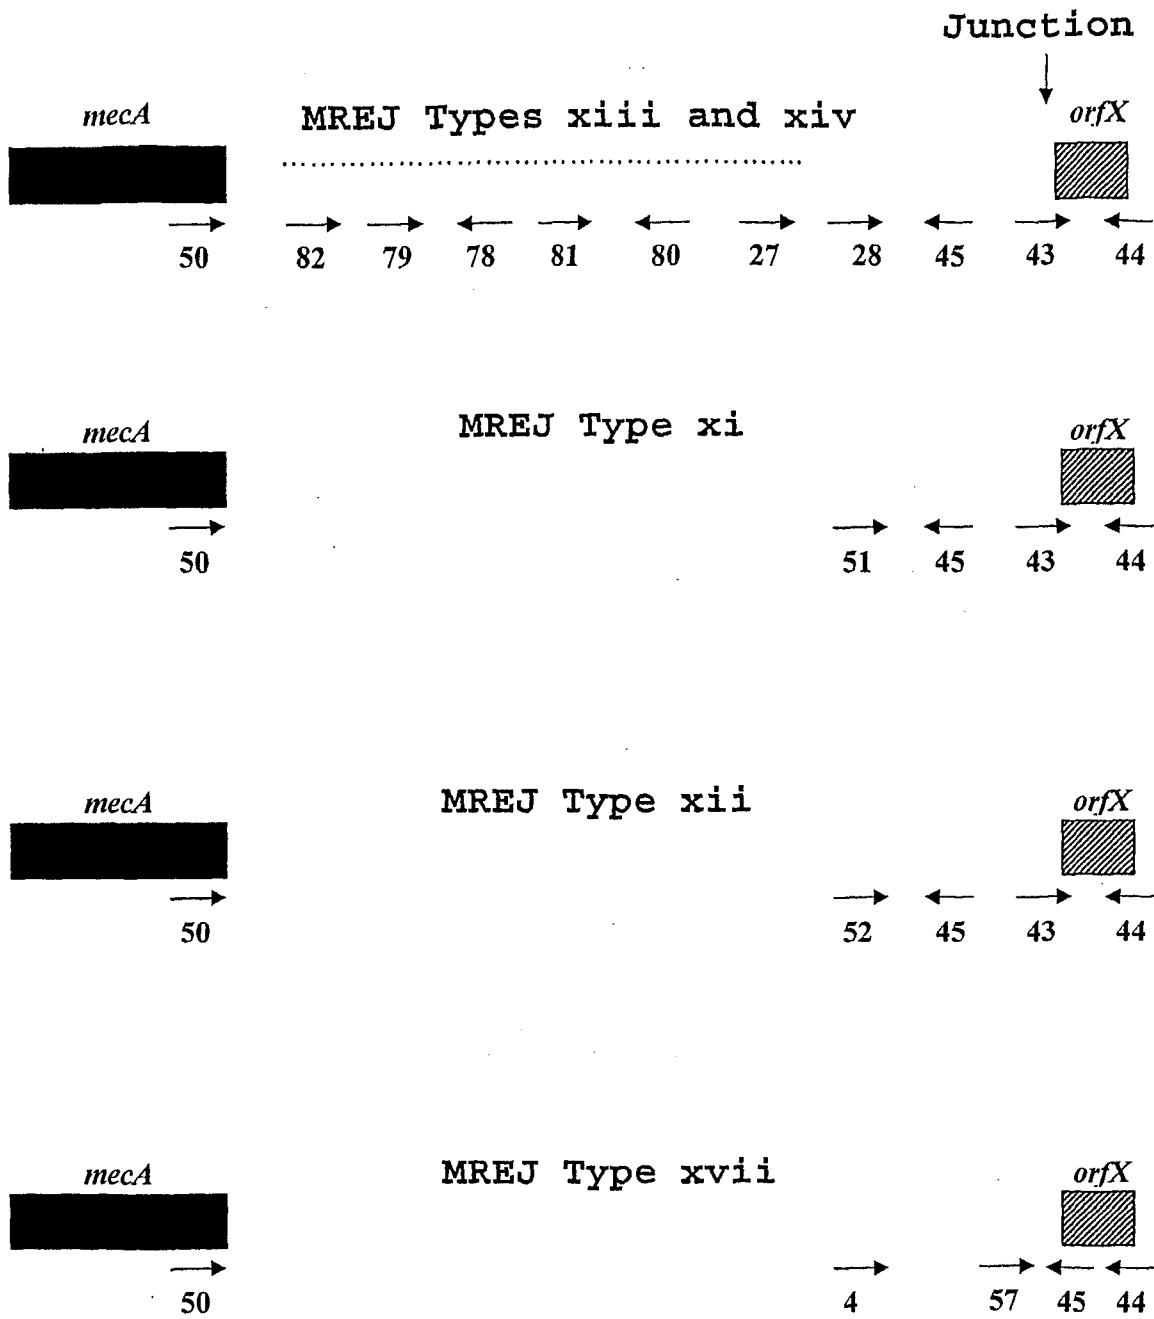 Junction
mecA MREJ Types xiii and xiv orfX
50 82 79 78 81 80 27 28 45 43 44
mecA MREJ Type xi orfX
50 51 45 43 44
mecA MREJ Type xii orfX
50 52 45 43 44
mecA MREJ Type xvii orfX
50 4 57 45 44